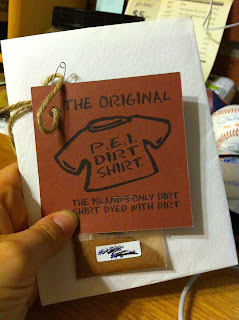 THE ORIGINAL
P.E.I.
DIRT
SHIRT.
THE ISLAND'S ONLY DIRT
SHIRT DYED WITH DIRT.